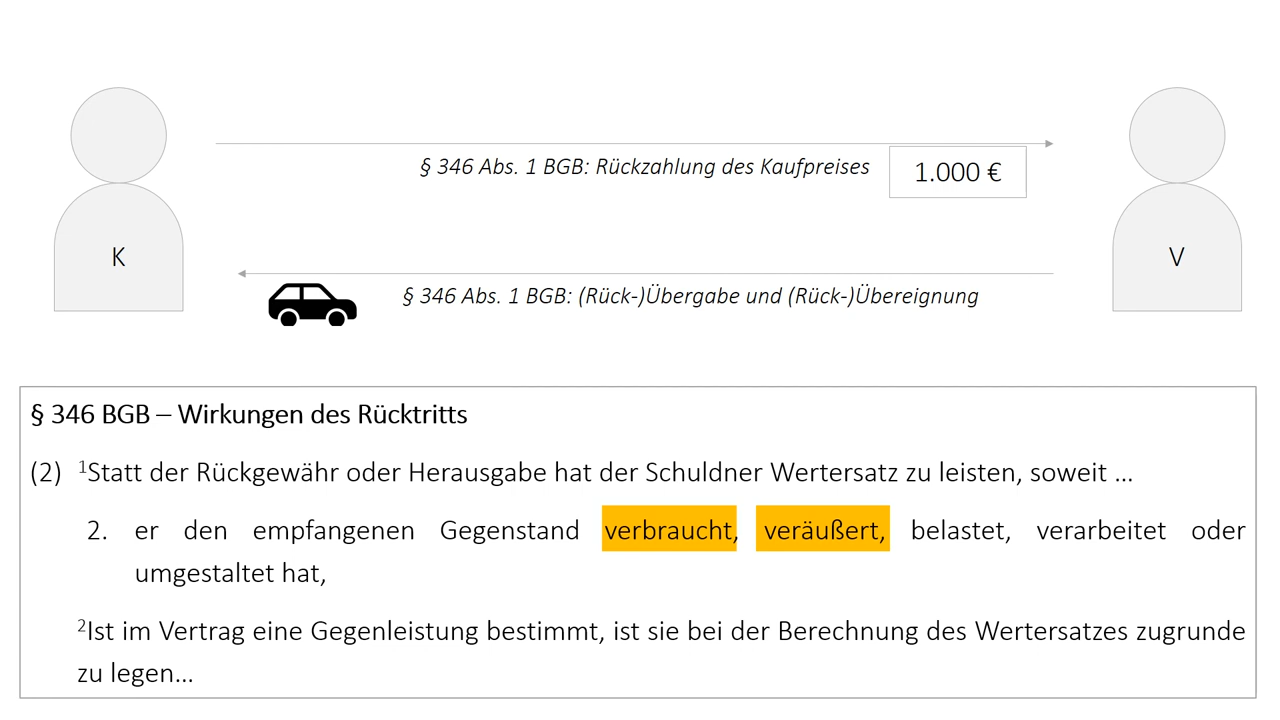 § 346 Abs. 1 BGB: Rückzahlung des Kaufpreises
1.000 €
K
V
§ 346 Abs. 1 BGB: (Rück-)Übergabe und (Rück-)Übereignung
§ 346 BGB – Wirkungen des Rücktritts
(2) ¹Statt der Rückgewähr oder Herausgabe hat der Schuldner Wertersatz zu leisten, soweit ...
2. er den empfangenen Gegenstand verbraucht, veräußert, belastet, verarbeitet oder
umgestaltet hat,
²Ist im Vertrag eine Gegenleistung bestimmt, ist sie bei der Berechnung des Wertersatzes zugrunde
zu legen...